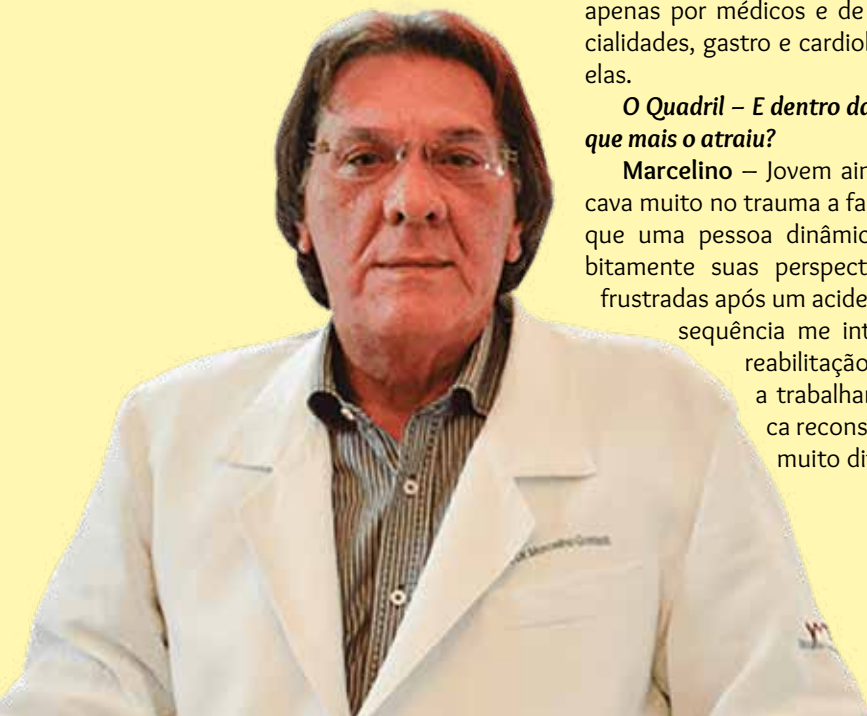 apenas por médicos e de
cialidades, gastro e cardiol
elas.
O Quadril – E dentro da
que mais o atraiu?
Marcelino – Jovem ain
cava muito no trauma a fa
que uma pessoa dinâmic
bitamente suas perspect
frustradas após um acide
sequência me int
reabilitação
a trabalhar
ca recons
muito di